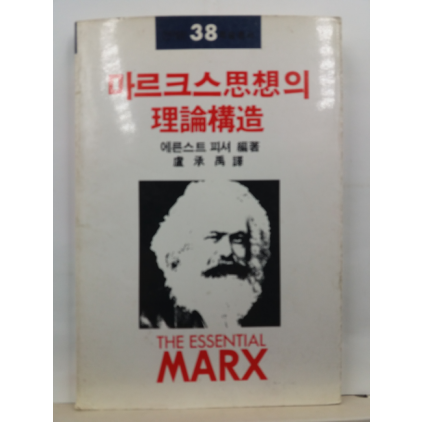 38
마르크스思想의
理論構造
에른스트 피셔 編著
盧承禹 譯
THE ESSENTIAL
MARX